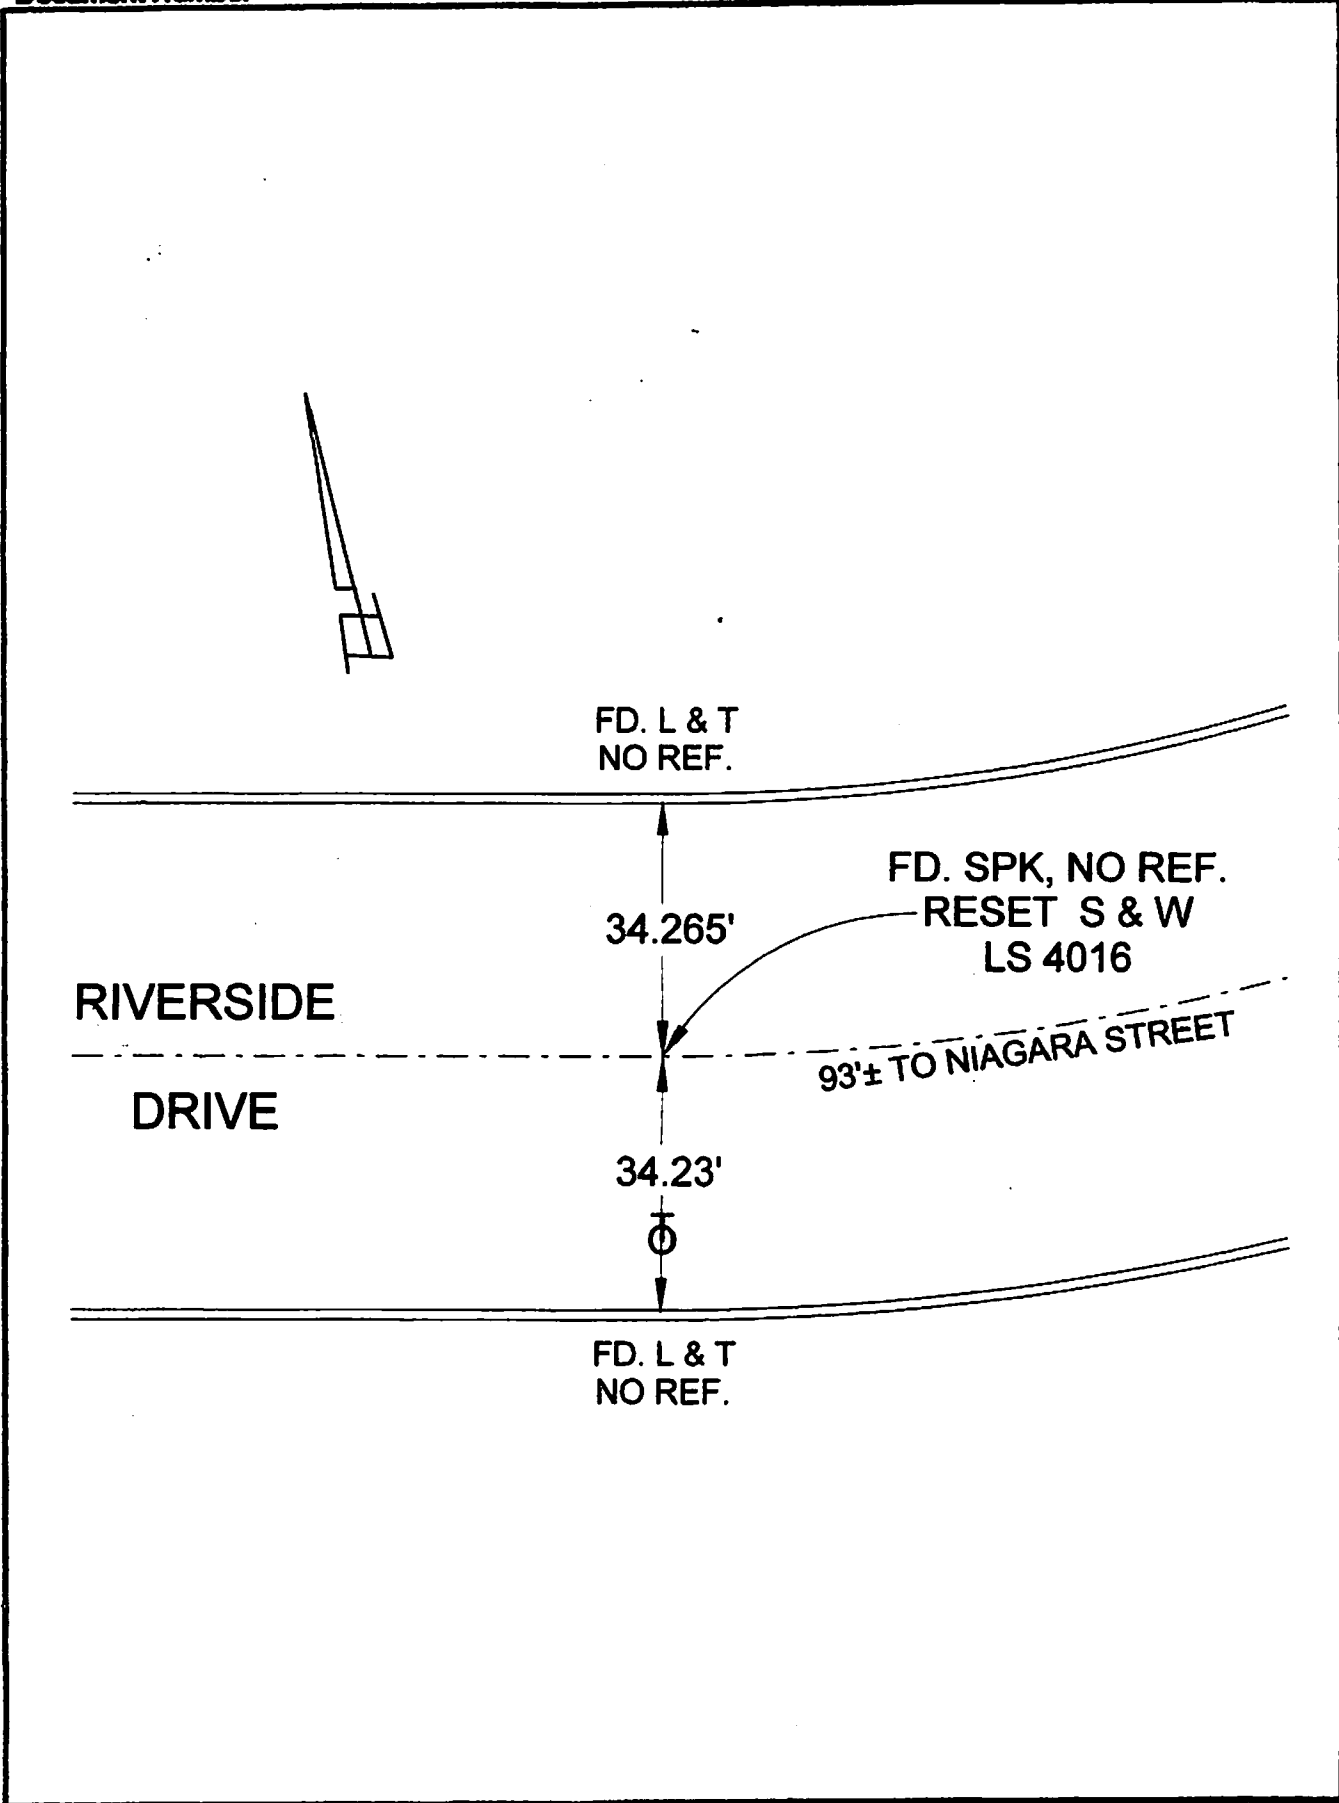 FD. L & T
NO REF.
FD. SPK, NO REF.
RESET S & W
LS 4016
34.265'
RIVERSIDE
93'± TO NIAGARA STREET
DRIVE
34.23'
FD. L & T
NO REF.